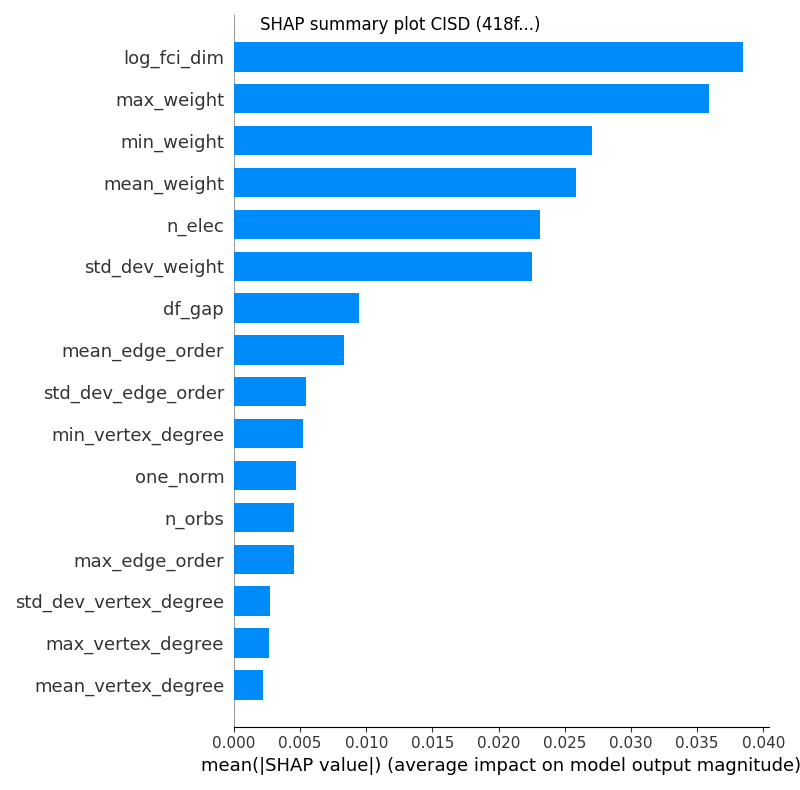 SHAP summary plot CISD (418f...)
log_fci_dim
max_weight
min_weight
mean_weight
n_elec
std_dev_weight
df_gap
mean_edge_order
std_dev_edge_order
min_vertex_degree
one_norm
n_orbs
max_edge_order
std_dev_vertex_degree
max_vertex_degree
mean_vertex_degree
0.000 0.005 0.010 0.015 0.020 0.025 0.030 0.035 0.040
mean(|SHAP value|) (average impact on model output magnitude)